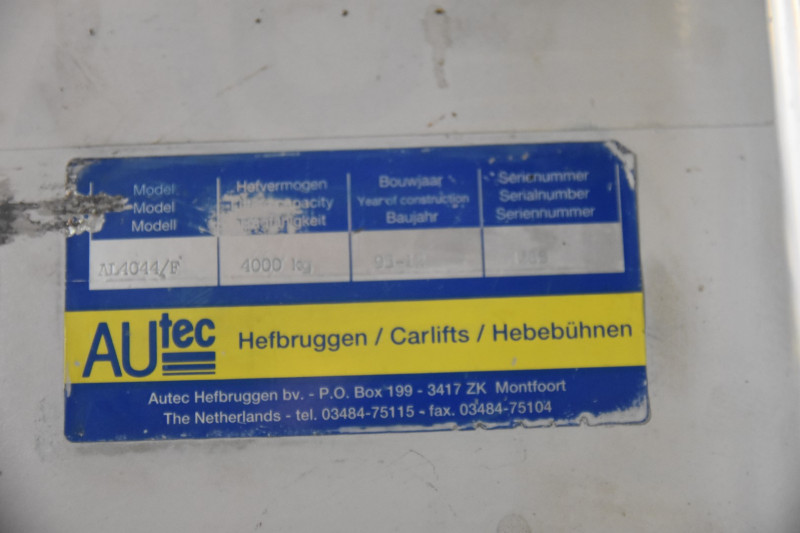 Model
Model
Modell
Hefvermogen
capacity
Bouwjaar
Year of construction
Baujahr
Serienummer
Serialnumber
Seriennummer
4000 kg
AUtec
Hefbruggen / Carlifts / Hebebühnen
Autec Hefbruggen bv. - P.O. Box 199 - 3417 ZK Montfoort
The Netherlands - tel. 03484-75115 - fax. 03484-75104